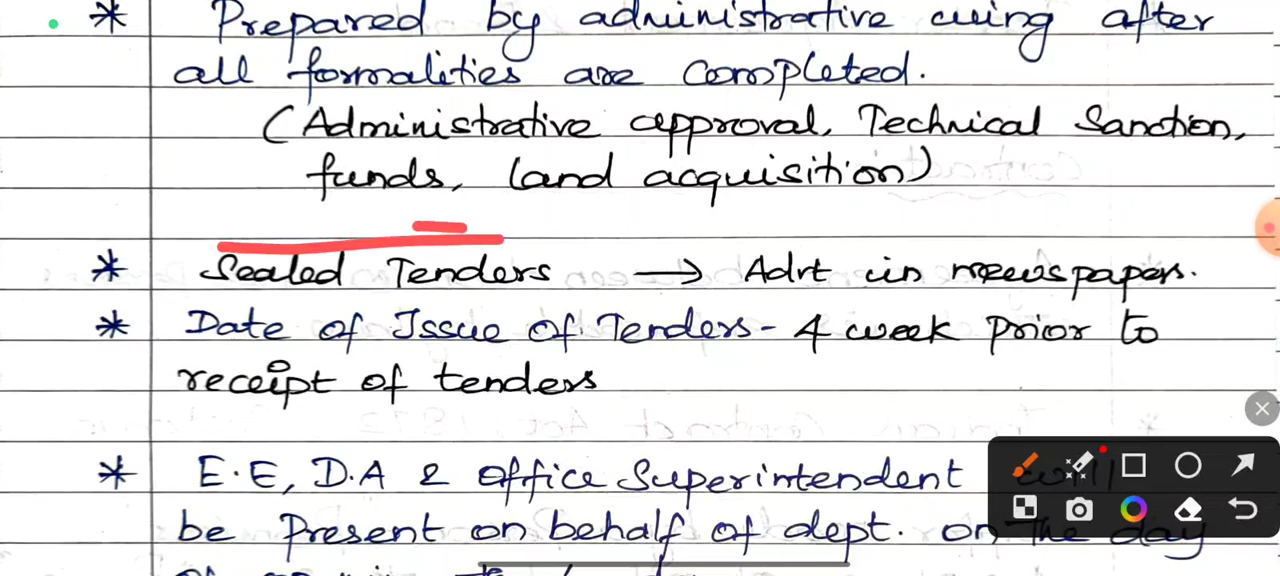 * Prepared by administrative wing after
all formalities are completed.
(Administrative approval, Technical Sanction,
funds, land acquisition)
* Sealed Tenders → Advt in newspaper.
* Date of Issue of Tenders - 4 week prior to
receipt of tenders
* E.E, D.A & Office Superintendent will
be Present on behalf of dept. on the day